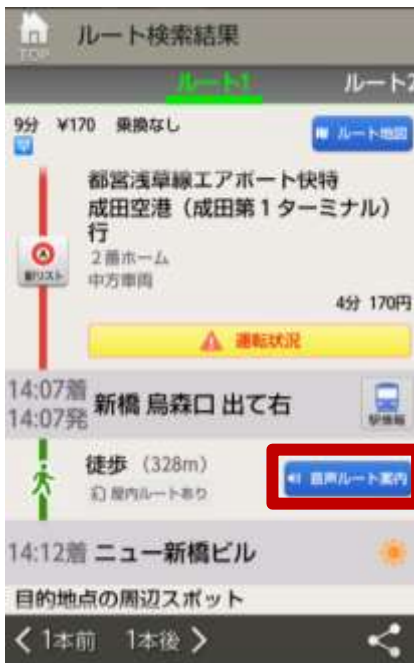 TOP
ルート検索結果
ルート1
ルート2
9分 ¥170 乗換なし
ルート地図
都営浅草線エアポート快特
成田空港（成田第1ターミナル）
行
2番ホーム
中方車両
駅リスト
4分 170円
運転状況
14:07着
14:07発
新橋 烏森口 出て右
駅情報
徒歩（328m）
屋内ルートあり
音声ルート案内
14:12着 ニュー新橋ビル
目的地点の周辺スポット
1本前 1本後